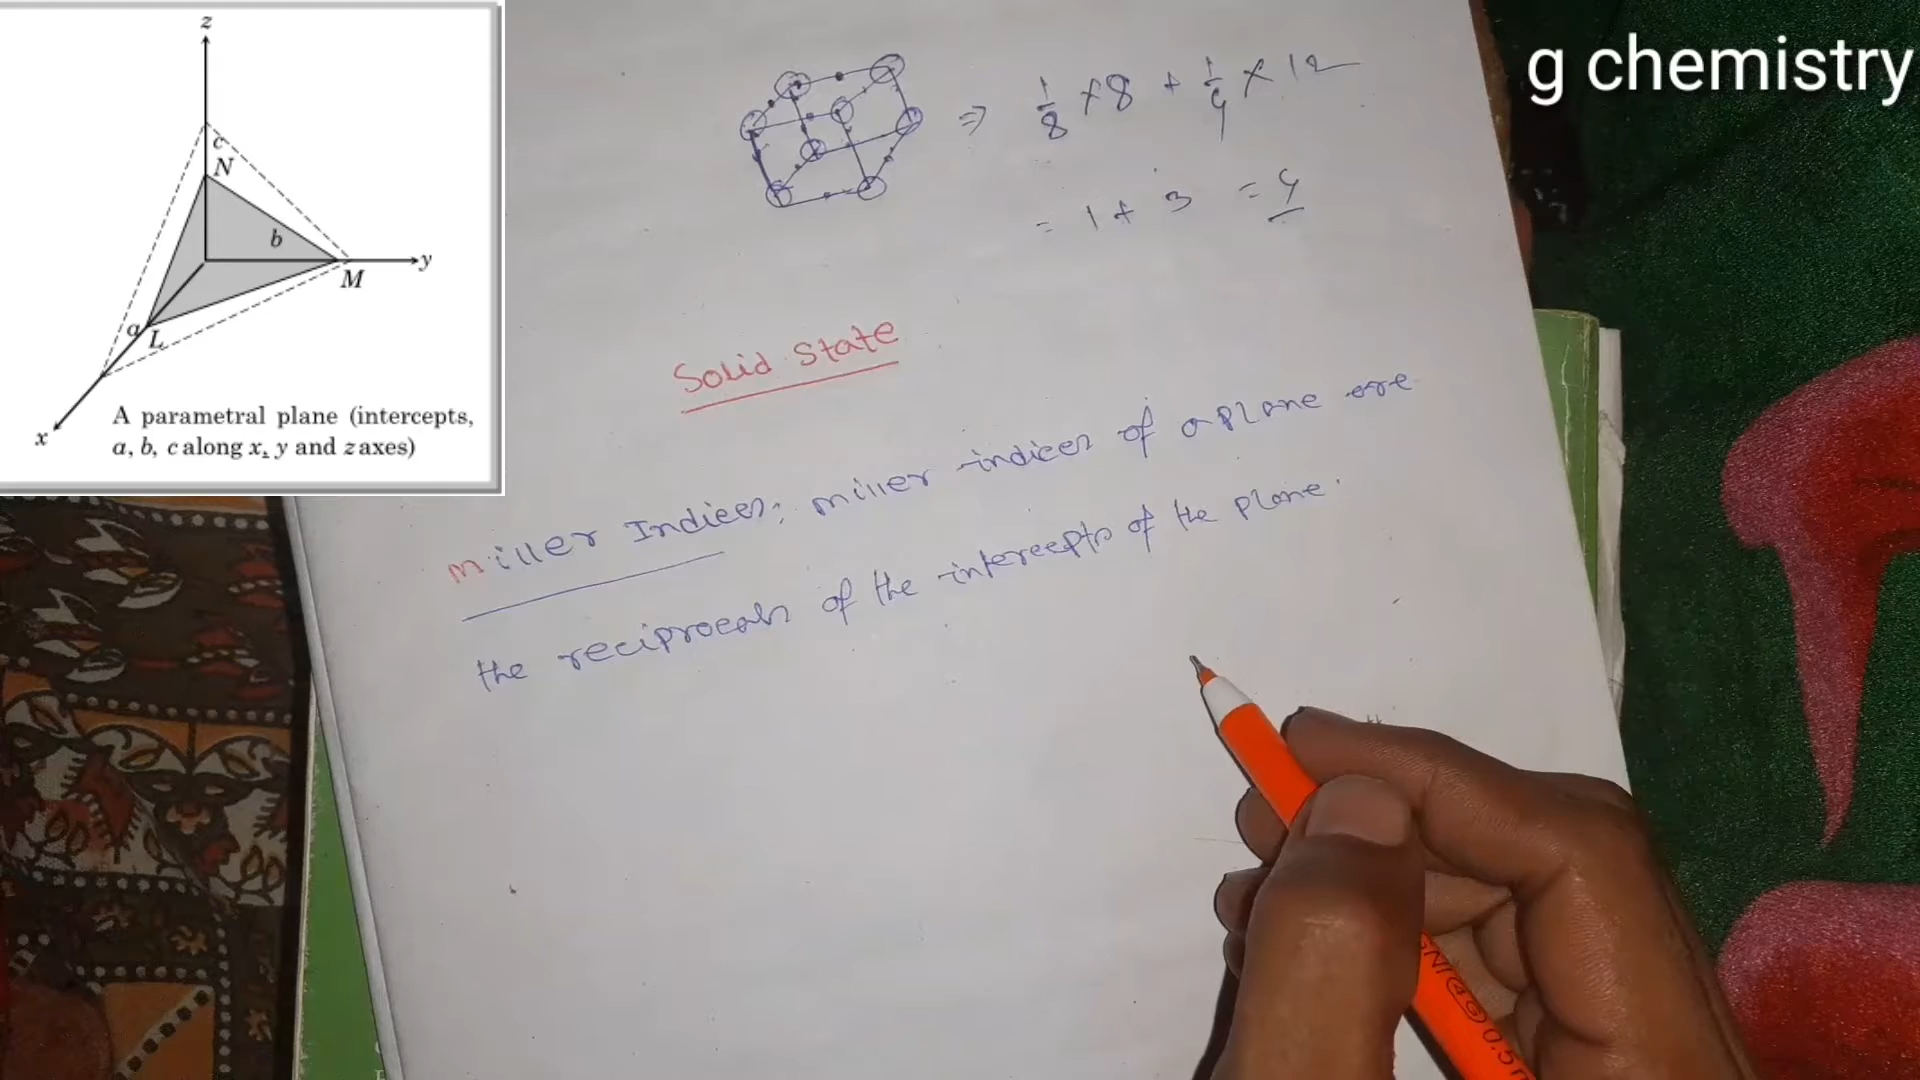 z
c
N
b
y
M
a
L
x
A parametral plane (intercepts,
a, b, c along x, y and z axes)
g chemistry
⇒ 1/8 × 8 + 1/4 × 12
= 1 + 3 = 4
Solid State
Miller Indices: miller indices of a plane are
the reciprocals of the intercepts of the plane.